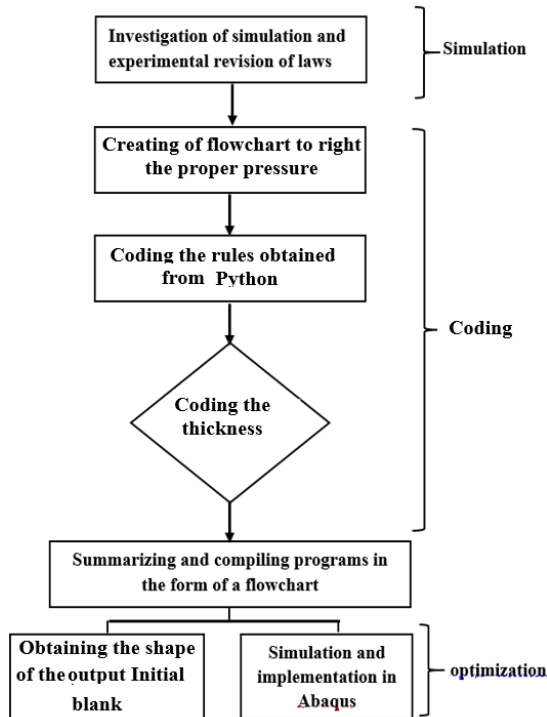 Investigation of simulation and
experimental revision of laws
Simulation
Creating of flowchart to right
the proper pressure
Coding the rules obtained
from Python
Coding
Coding the
thickness
Summarizing and compiling programs in
the form of a flowchart
Obtaining the shape
of the output Initial
blank
Simulation and
implementation in
Abaqus
optimization